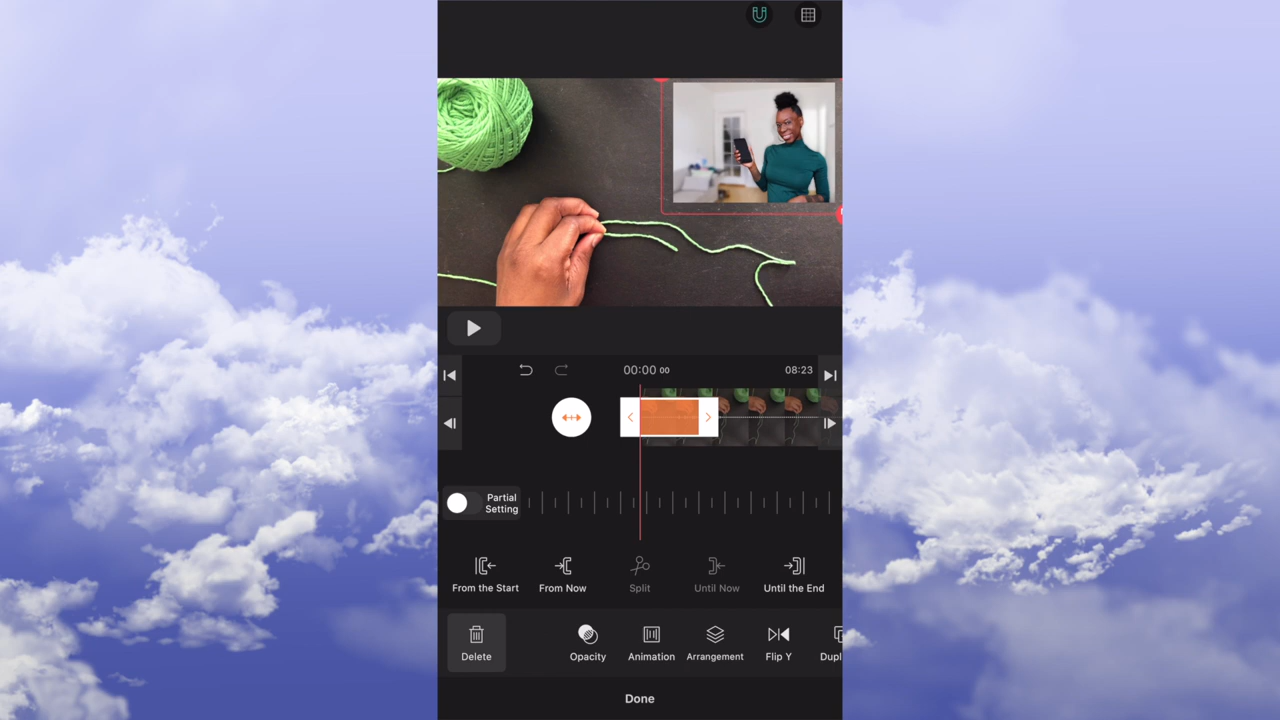 00:00 00
08:23
Partial
Setting
From the Start
From Now
Split
Until Now
Until the End
Delete
Opacity
Animation
Arrangement
Flip Y
Dupl
Done